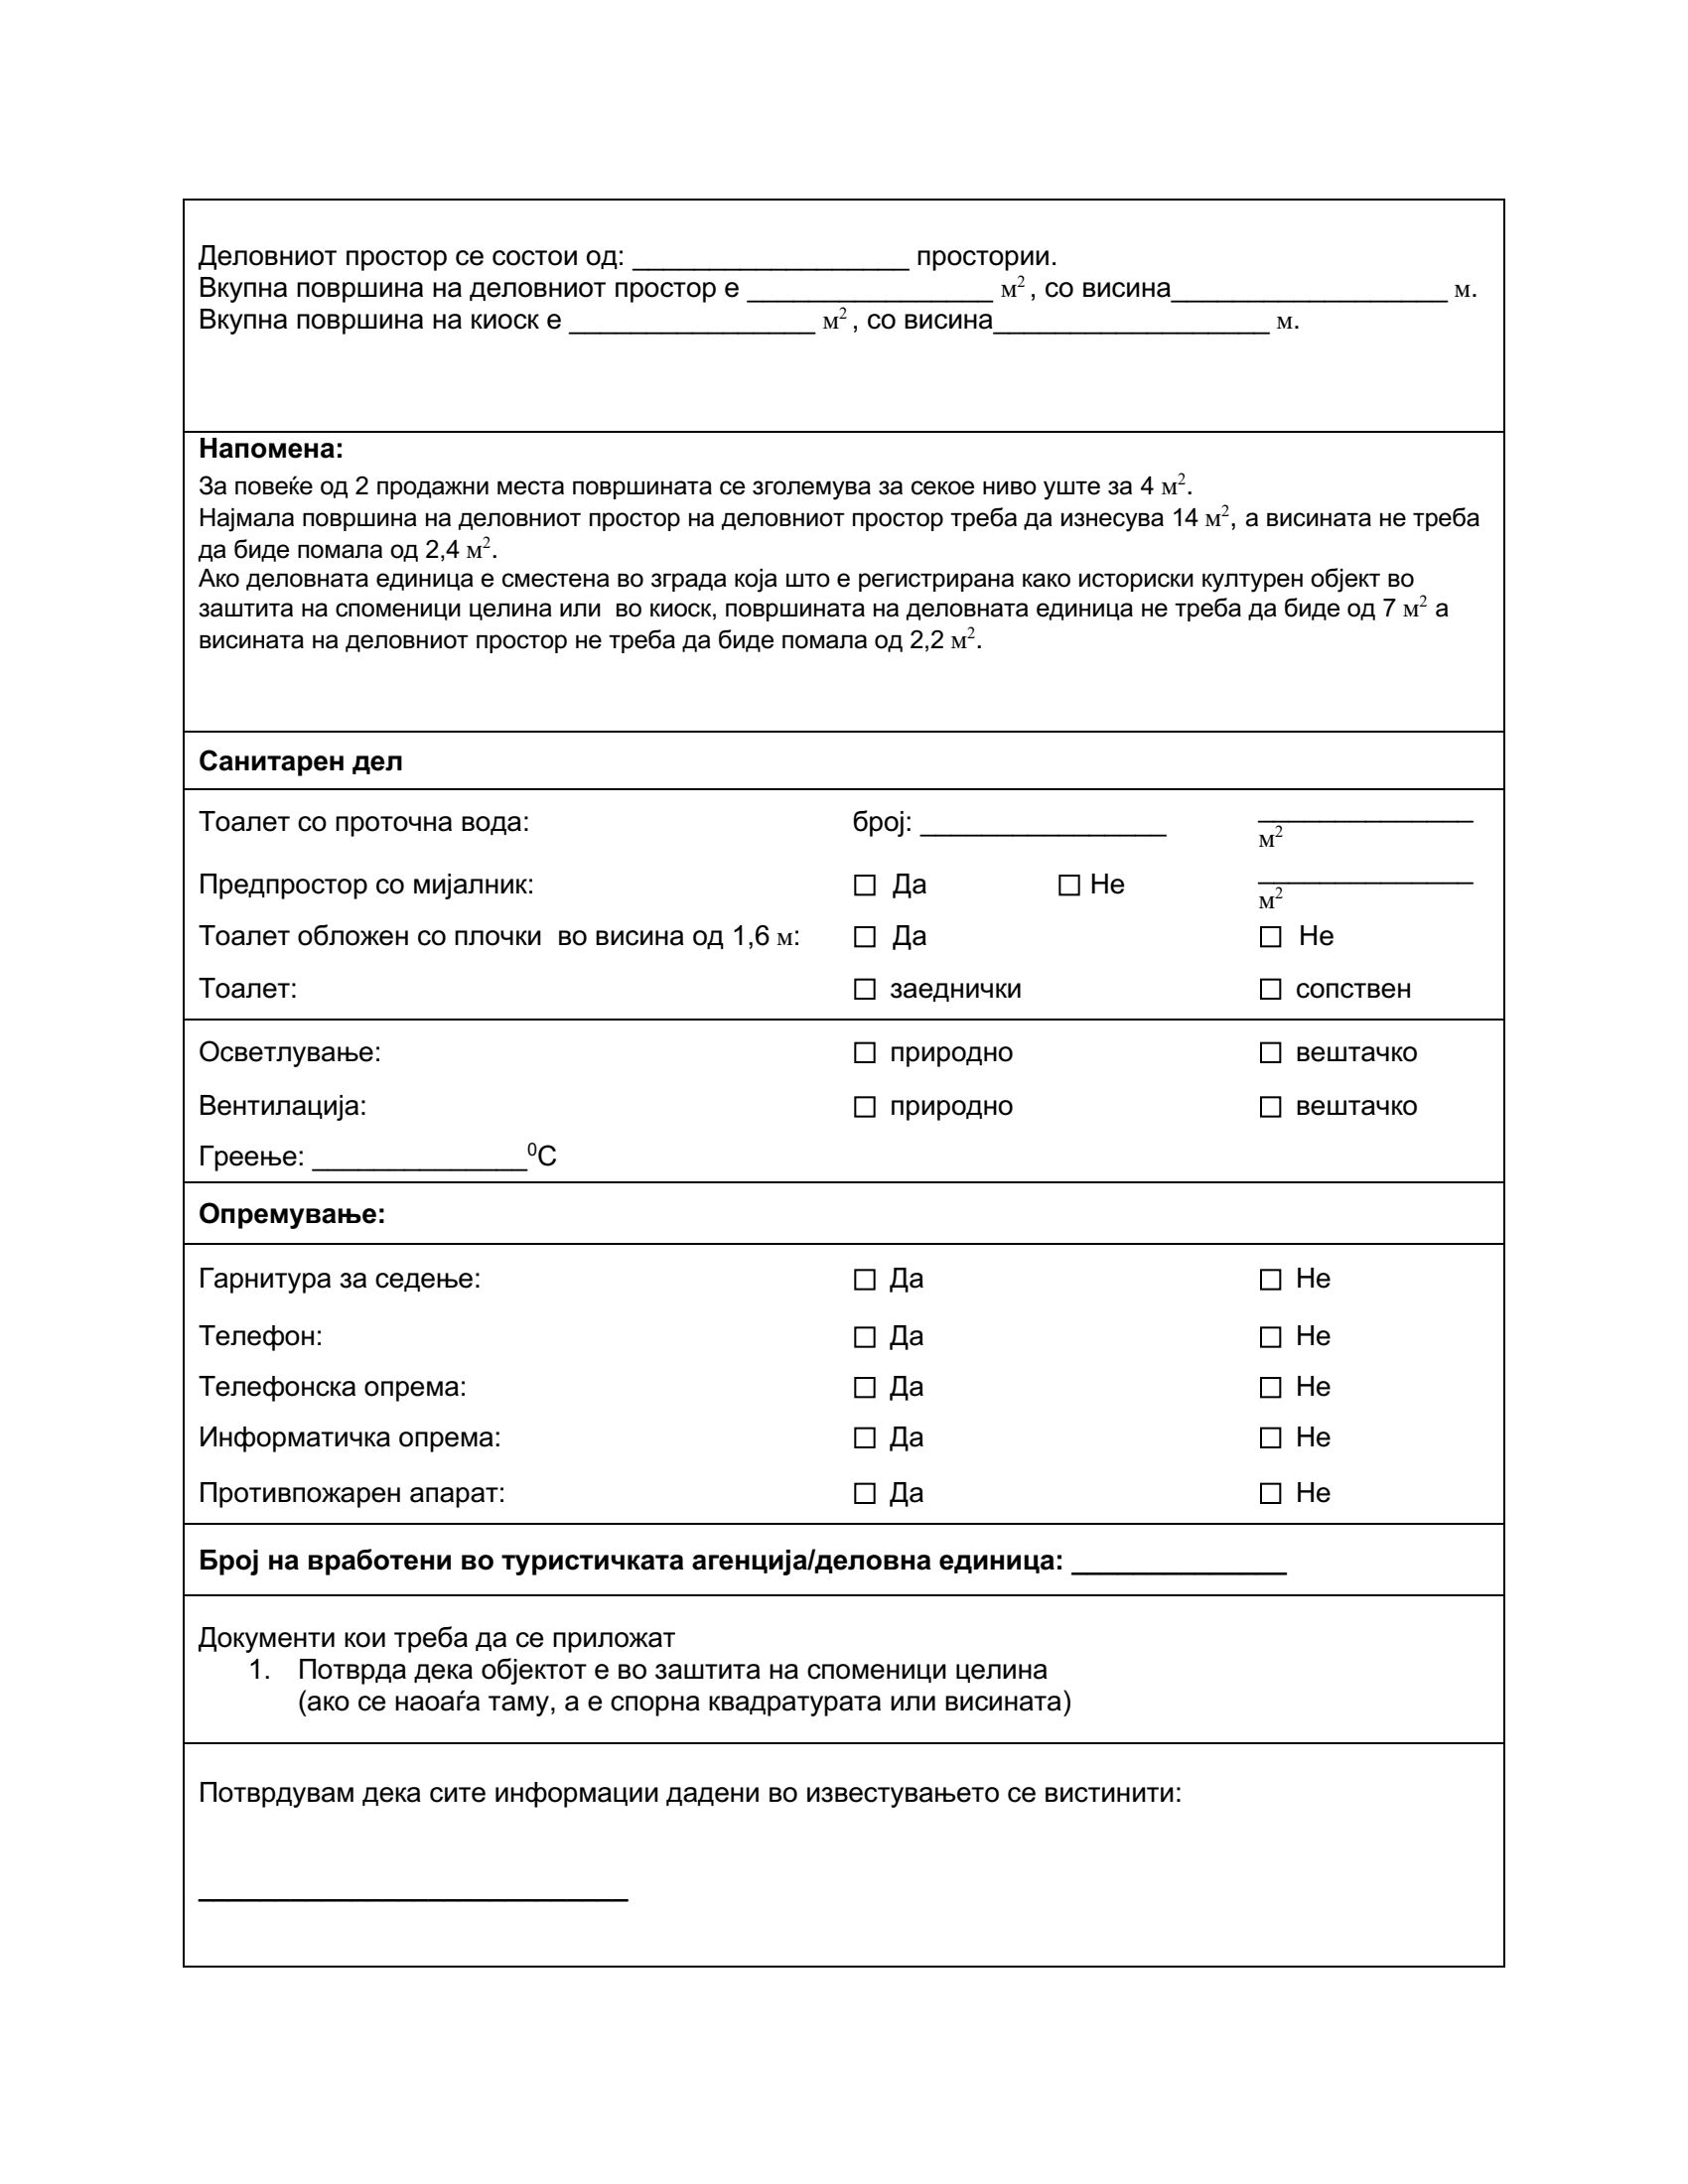 Деловниот простор се состои од: __________________ простории.
Вкупна површина на деловниот простор е ________________ м², со висина__________________ м.
Вкупна површина на киоск е ________________ м², со висина__________________ м.
Напомена:
За повеќе од 2 продажни места површината се зголемува за секое ниво уште за 4 м².
Најмала површина на деловниот простор на деловниот простор треба да изнесува 14 м², а висината не треба
да биде помала од 2,4 м².
Ако деловната единица е сместена во зграда која што е регистрирана како историски културен објект во
заштита на споменици целина или во киоск, површината на деловната единица не треба да биде од 7 м² а
висината на деловниот простор не треба да биде помала од 2,2 м².
Санитарен дел
Тоалет со проточна вода: број: ________________ ______________
м²
Предпростор со мијалник: ☐ Да ☐ Не ______________
м²
Тоалет обложен со плочки во висина од 1,6 м: ☐ Да ☐ Не
Тоалет: ☐ заеднички ☐ сопствен
Осветлување: ☐ природно ☐ вештачко
Вентилација: ☐ природно ☐ вештачко
Греење: ______________⁰C
Опремување:
Гарнитура за седење: ☐ Да ☐ Не
Телефон: ☐ Да ☐ Не
Телефонска опрема: ☐ Да ☐ Не
Информатичка опрема: ☐ Да ☐ Не
Противпожарен апарат: ☐ Да ☐ Не
Број на вработени во туристичката агенција/деловна единица: ______________
Документи кои треба да се приложат
1. Потврда дека објектот е во заштита на споменици целина
(ако се наоаѓа таму, а е спорна квадратурата или висината)
Потврдувам дека сите информации дадени во известувањето се вистинити:
____________________________